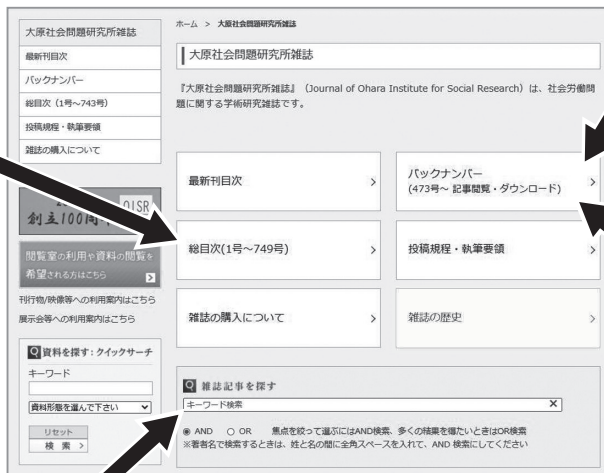 ホーム > 大原社会問題研究所雑誌
大原社会問題研究所雑誌
最新刊目次
バックナンバー
総目次 (1号~743号)
投稿規程・執筆要領
雑誌の購入について
OISR
創立100周
閲覧室の利用や資料の閲覧を
希望される方はこちら
刊行物/映像等への利用案内はこちら
展示会等への利用案内はこちら
資料を探す:クイックサーチ
キーワード
資料形態を選んで下さい
リセット
検 索 >
大原社会問題研究所雑誌
『大原社会問題研究所雑誌』 (Journal of Ohara Institute for Social Research) は、社会労働問
題に関する学術研究雑誌です。
最新刊目次 >
バックナンバー
(473号~ 記事閲覧・ダウンロード) >
総目次(1号~749号) >
投稿規程・執筆要領 >
雑誌の購入について >
雑誌の歴史 >
雑誌記事を探す
キーワード検索 ×
AND OR 焦点を絞って選ぶにはAND検索、多くの結果を得たいときはOR検索
※著者名で検索するときは、姓と名の間に全角スペースを入れて、AND 検索にしてください